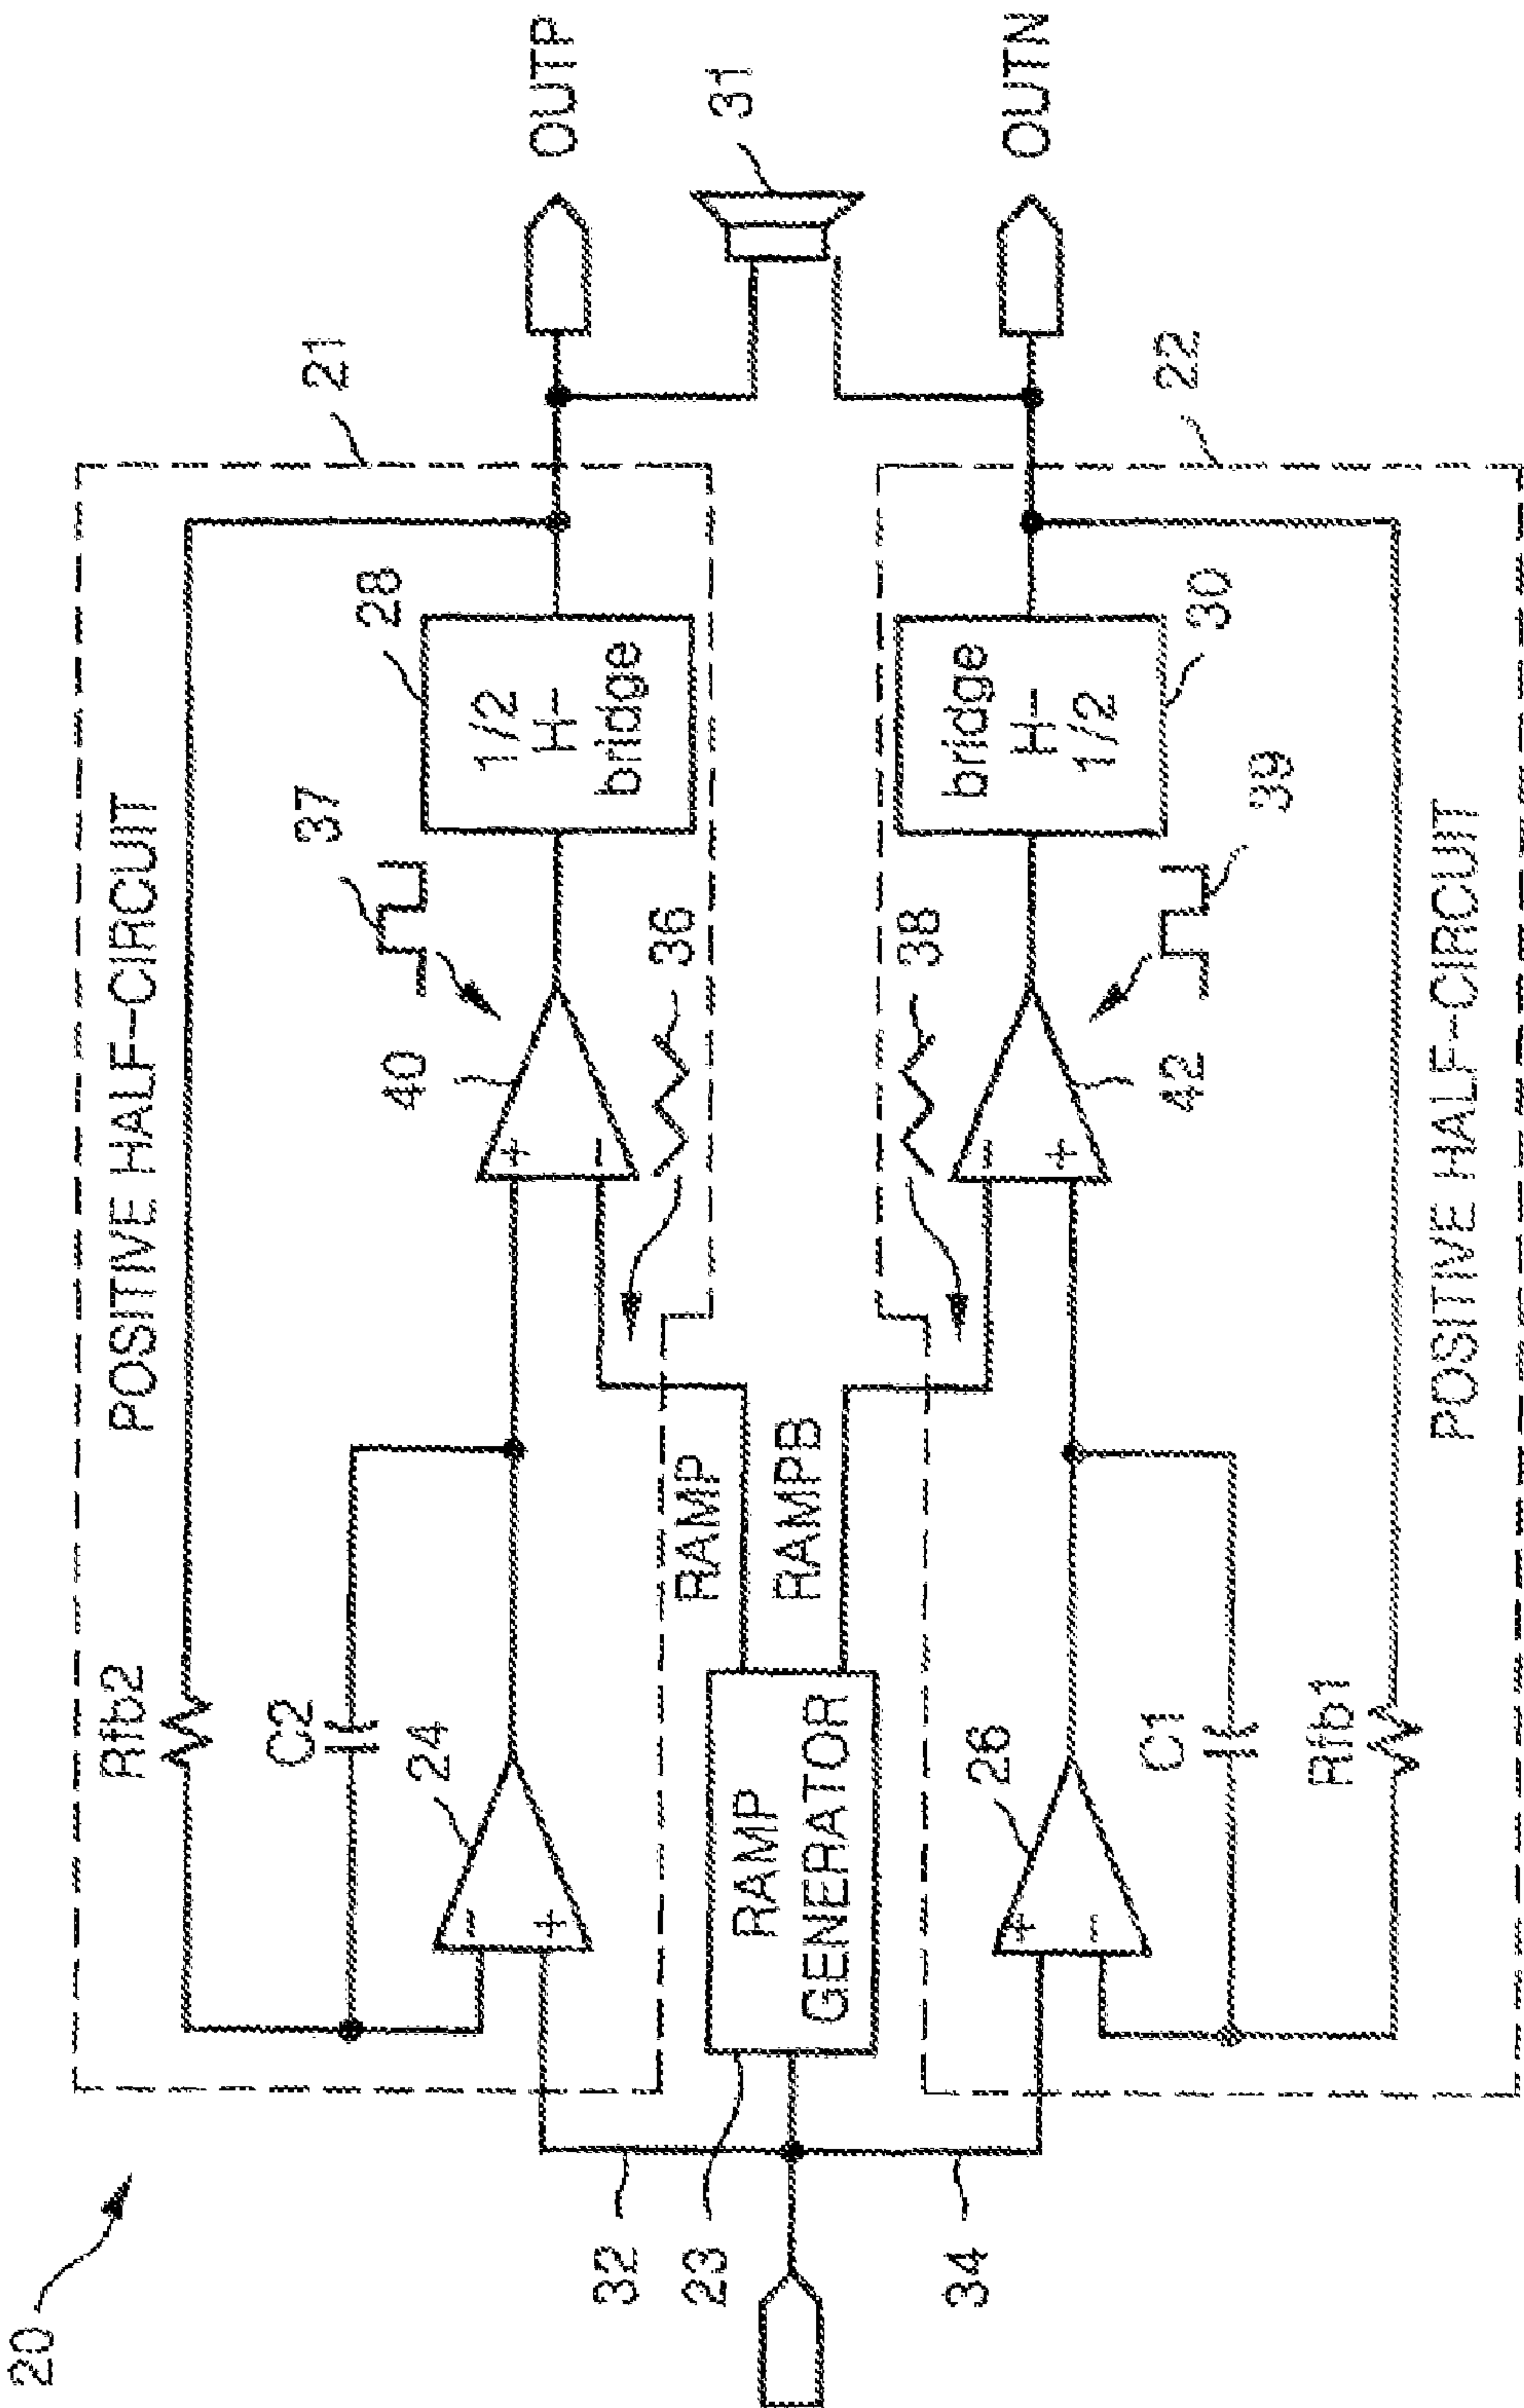 20
POSITIVE HALF-CIRCUIT
21
Rfb2
C2
24
40
37
28
1/2
H-
bridge
OUTP
36
32
23
RAMP
GENERATOR
RAMP
RAMPB
31
38
34
26
42
39
bridge
H-
1/2
30
22
OUTN
C1
Rfb1
POSITIVE HALF-CIRCUIT
+
-
+
-
+
-
+
-